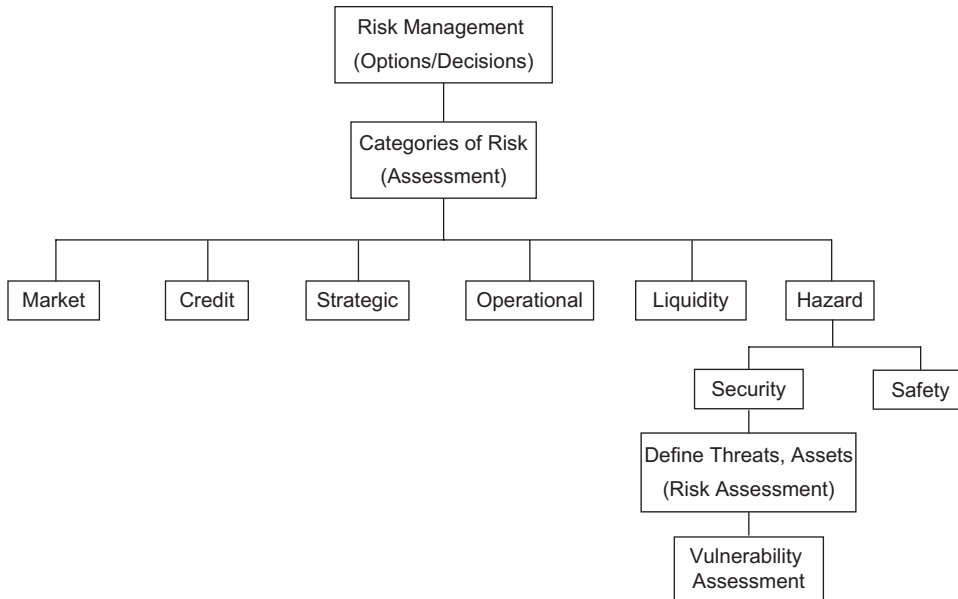 Risk Management
(Options/Decisions)
Categories of Risk
(Assessment)
Market
Credit
Strategic
Operational
Liquidity
Hazard
Security
Safety
Define Threats, Assets
(Risk Assessment)
Vulnerability
Assessment